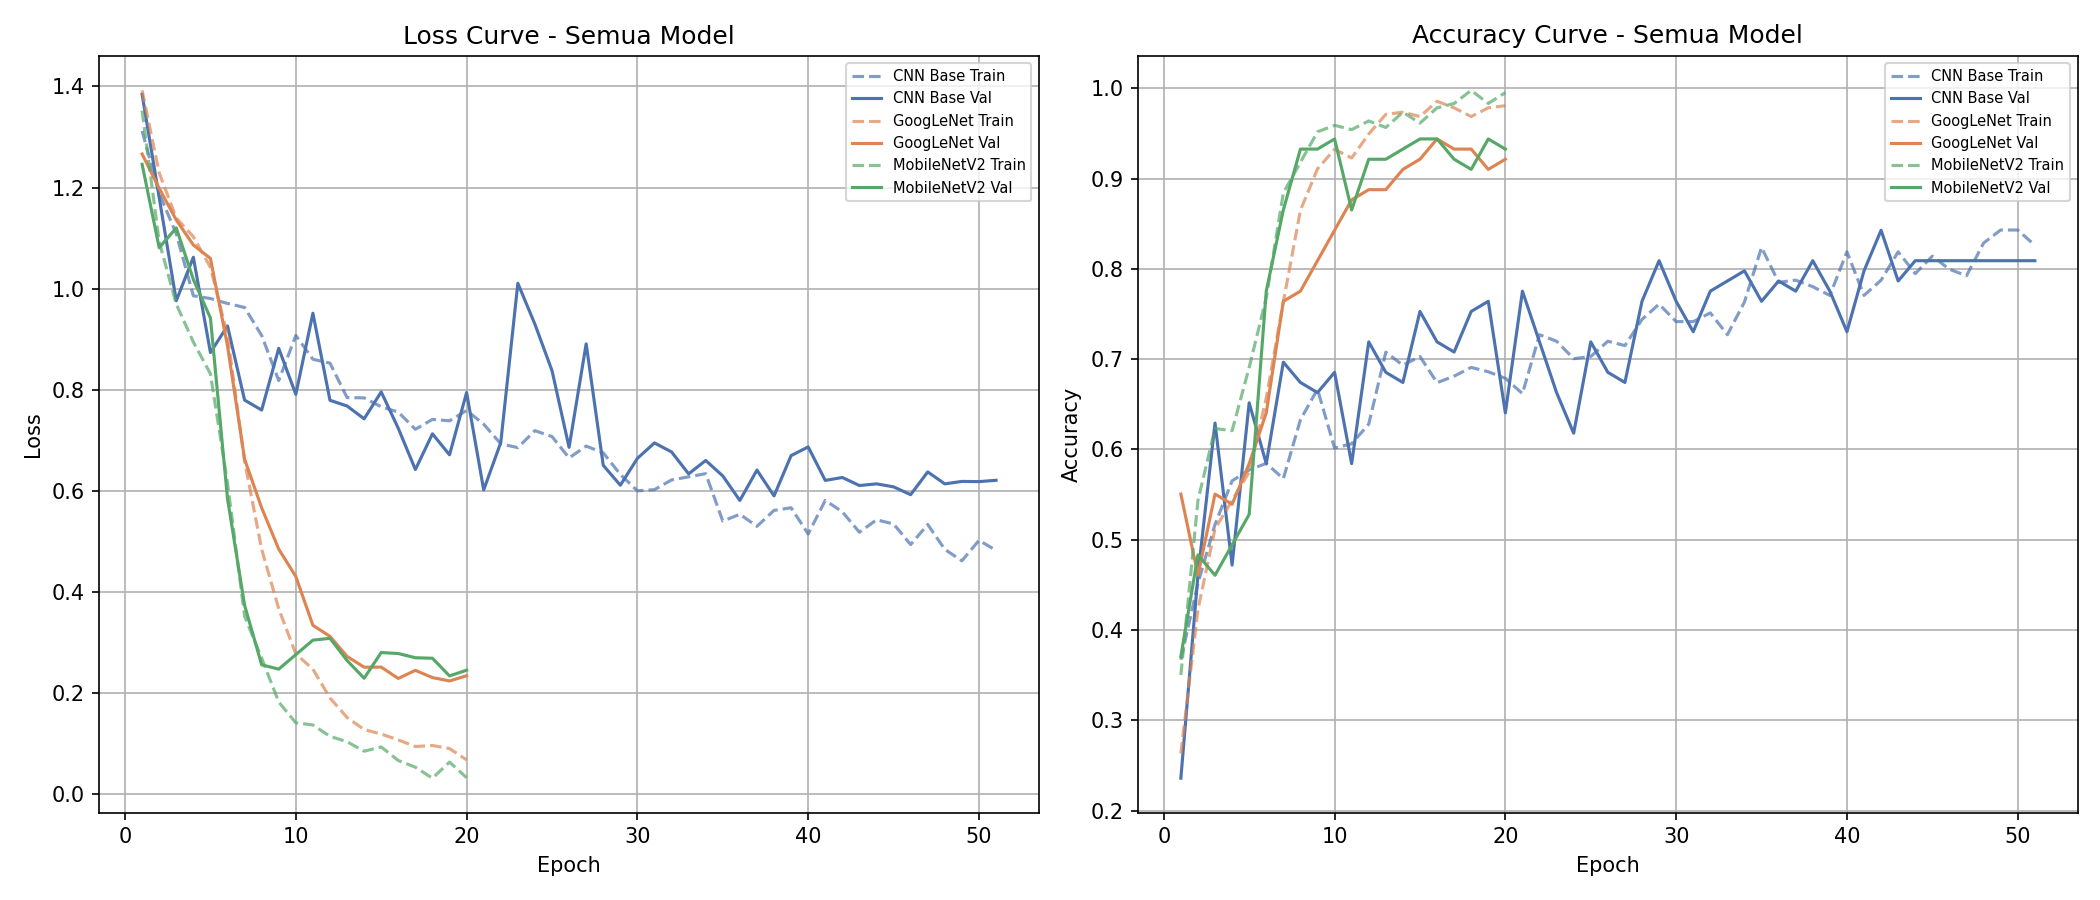 Loss Curve - Semua Model
1.4
1.2
1.0
0.8
0.6
0.4
0.2
0.0
Loss
0 10 20 30 40 50
Epoch
CNN Base Train
CNN Base Val
GoogLeNet Train
GoogLeNet Val
MobileNetV2 Train
MobileNetV2 Val
Accuracy Curve - Semua Model
1.0
0.9
0.8
0.7
0.6
0.5
0.4
0.3
0.2
Accuracy
0 10 20 30 40 50
Epoch
CNN Base Train
CNN Base Val
GoogLeNet Train
GoogLeNet Val
MobileNetV2 Train
MobileNetV2 Val